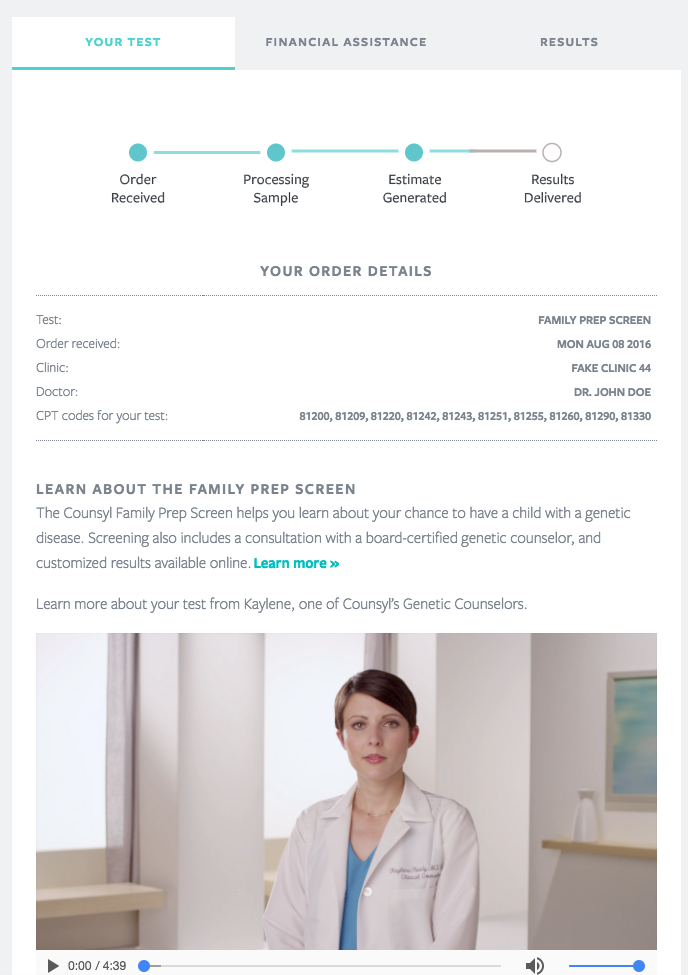 YOUR TEST
FINANCIAL ASSISTANCE
RESULTS
Order
Received
Processing
Sample
Estimate
Generated
Results
Delivered
YOUR ORDER DETAILS
Test: FAMILY PREP SCREEN
Order received: MON AUG 08 2016
Clinic: FAKE CLINIC 44
Doctor: DR. JOHN DOE
CPT codes for your test: 81200, 81209, 81220, 81242, 81243, 81251, 81255, 81260, 81290, 81330
LEARN ABOUT THE FAMILY PREP SCREEN
The Counsyl Family Prep Screen helps you learn about your chance to have a child with a genetic
disease. Screening also includes a consultation with a board-certified genetic counselor, and
customized results available online. Learn more »
Learn more about your test from Kaylene, one of Counsyl's Genetic Counselors.
Clinical
0:00 / 4:39